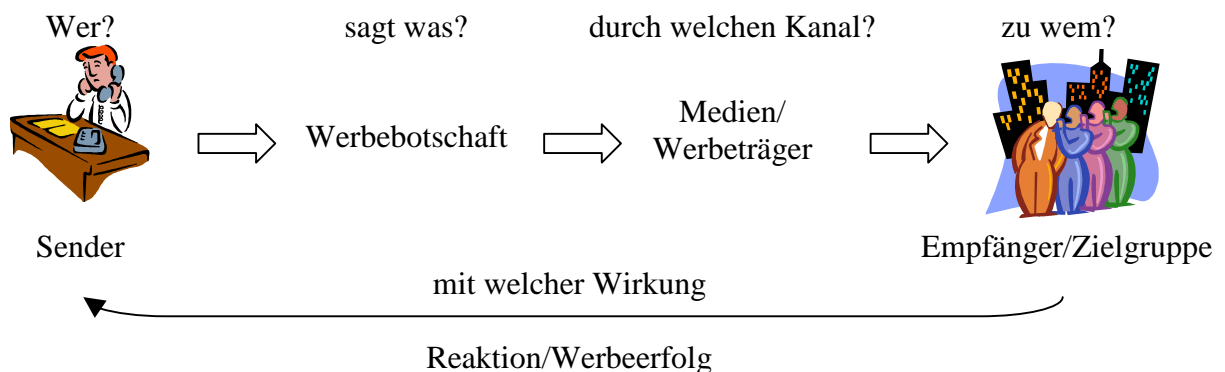 Wer? sagt was? durch welchen Kanal? zu wem?
Werbebotschaft
Medien/
Werbeträger
Sender
Empfänger/Zielgruppe
mit welcher Wirkung
Reaktion/Werbeerfolg